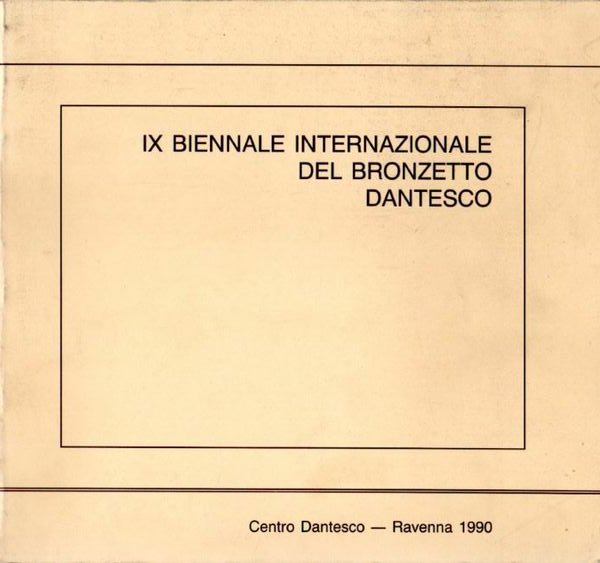 IX BIENNALE INTERNAZIONALE
DEL BRONZETTO
DANTESCO
Centro Dantesco — Ravenna 1990